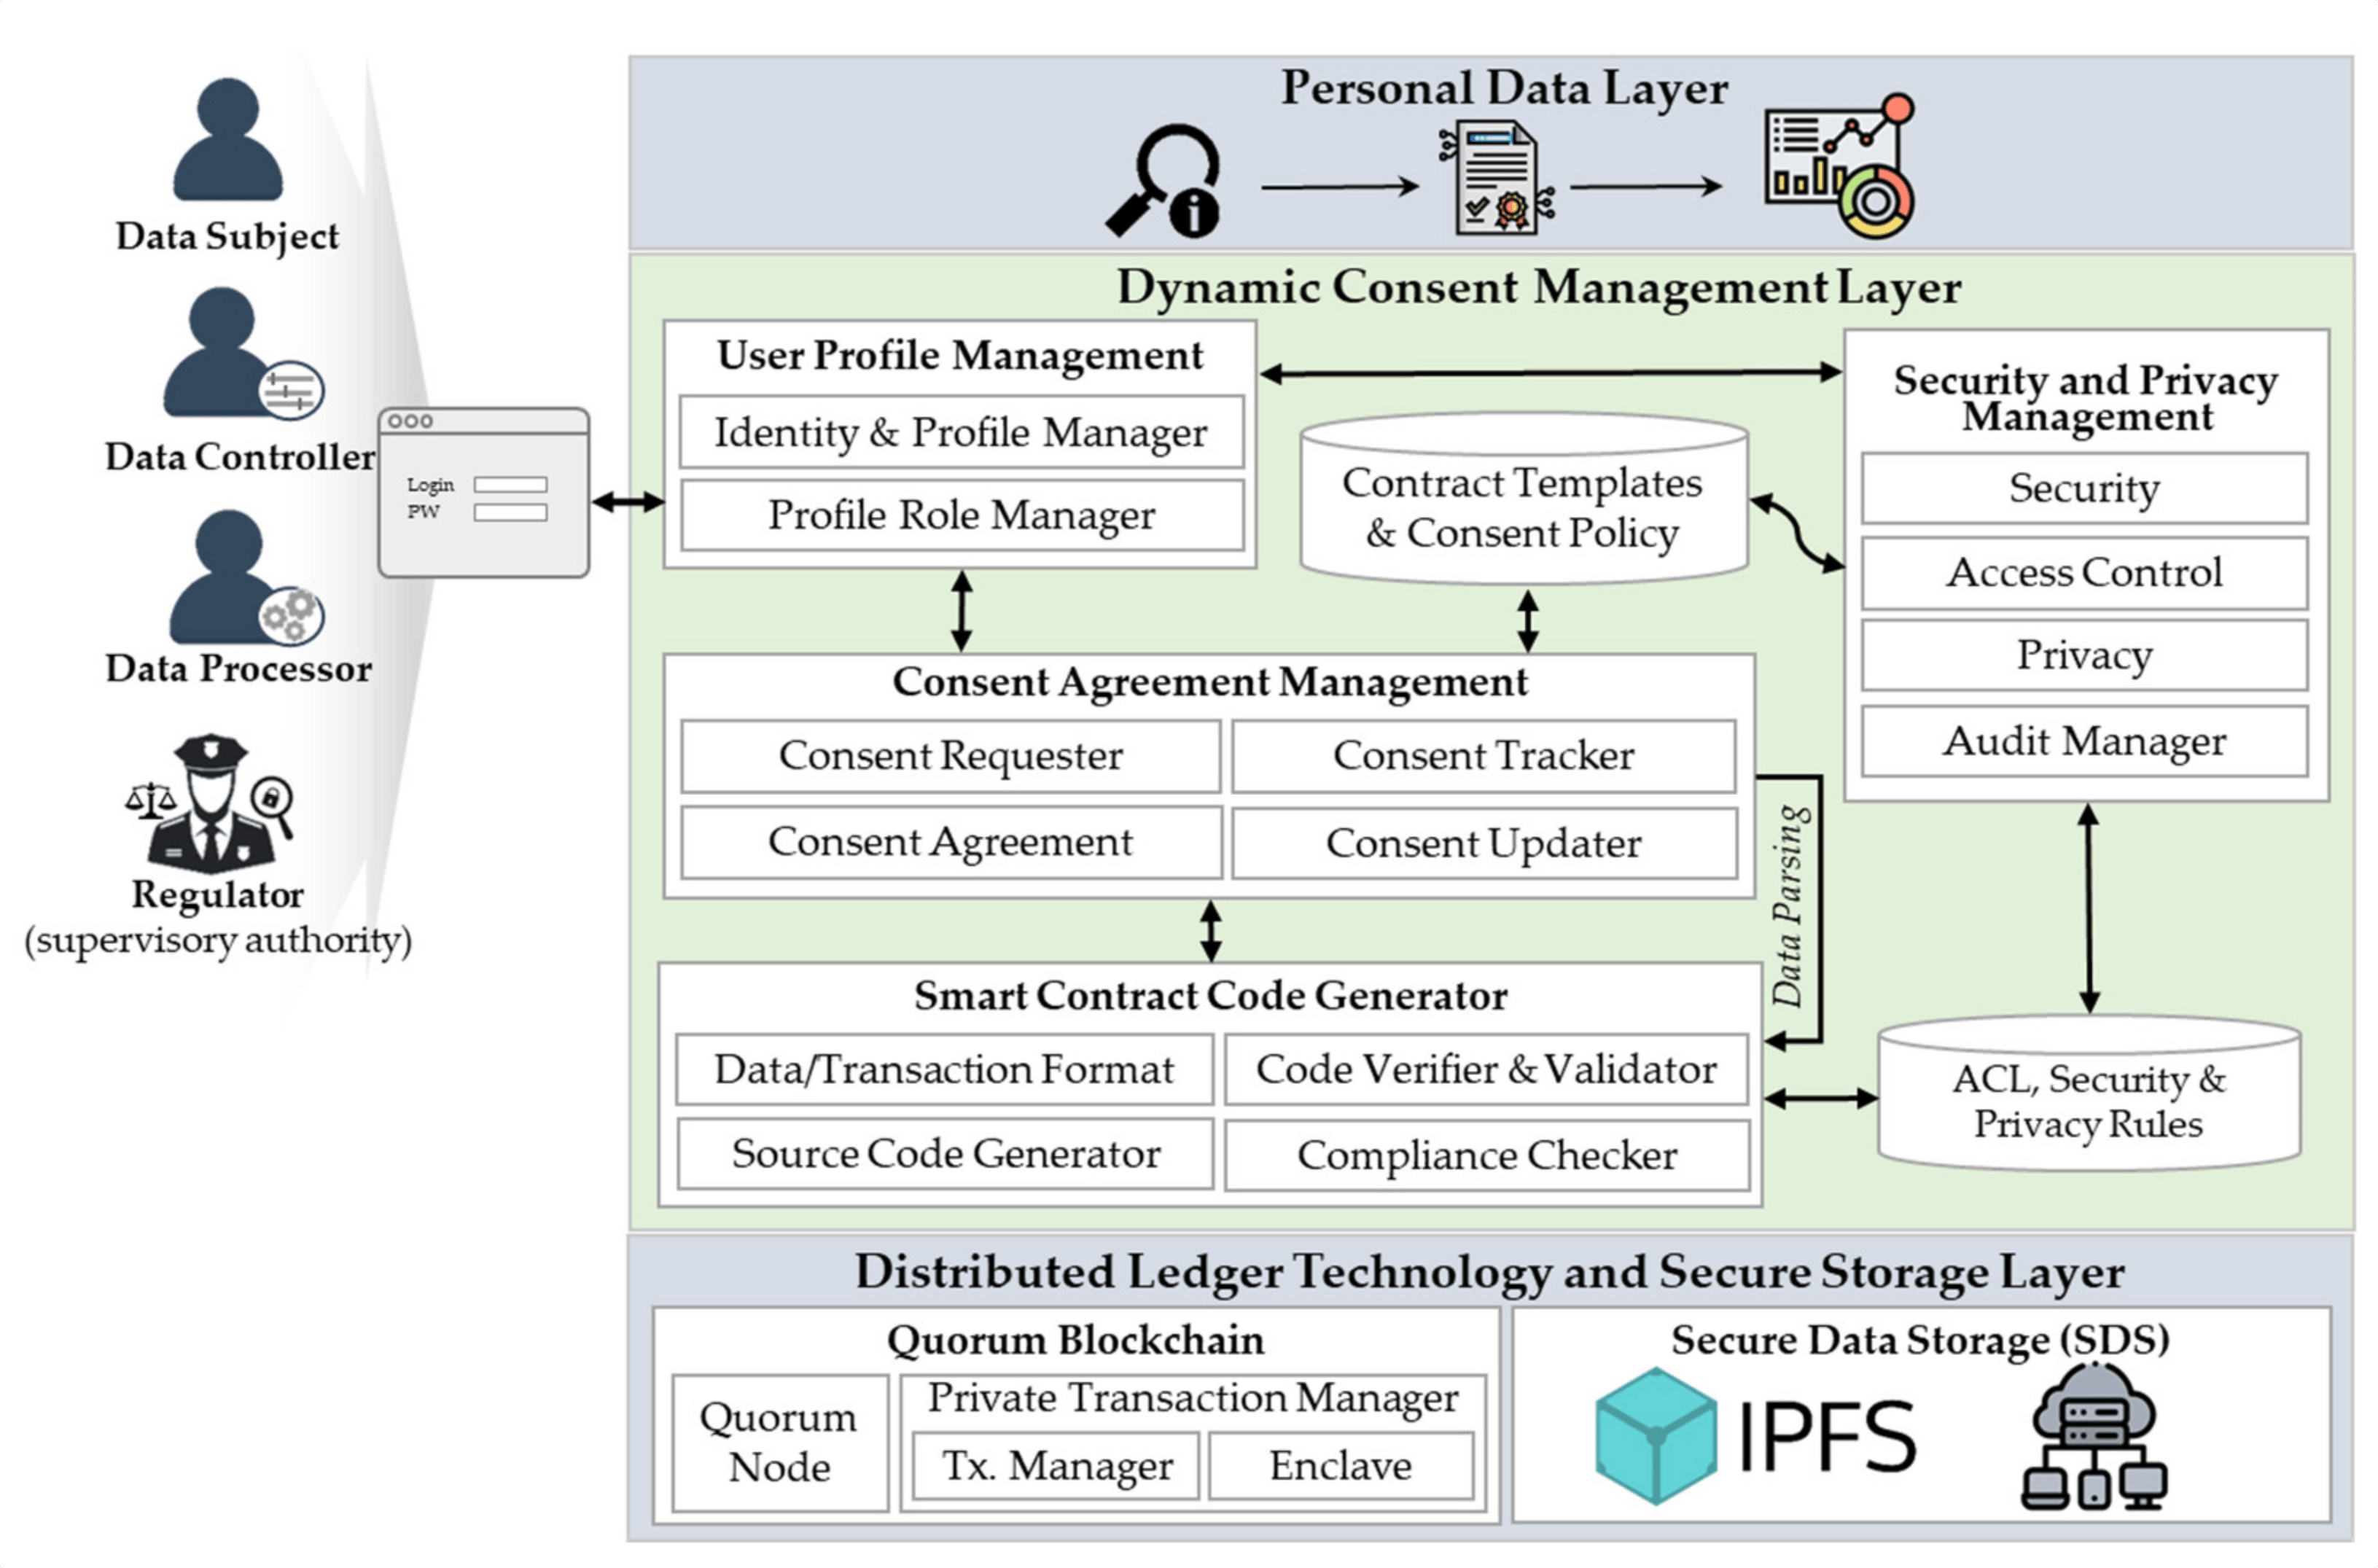 Data Subject
Data Controller
Data Processor
Regulator
(supervisory authority)
Login
PW
Personal Data Layer
i
Dynamic Consent Management Layer
User Profile Management
Identity & Profile Manager
Profile Role Manager
Contract Templates
& Consent Policy
Security and Privacy
Management
Security
Access Control
Privacy
Audit Manager
Consent Agreement Management
Consent Requester
Consent Tracker
Consent Agreement
Consent Updater
Data Parsing
Smart Contract Code Generator
Data/Transaction Format
Code Verifier & Validator
Source Code Generator
Compliance Checker
ACL, Security &
Privacy Rules
Distributed Ledger Technology and Secure Storage Layer
Quorum Blockchain
Quorum
Node
Private Transaction Manager
Tx. Manager
Enclave
Secure Data Storage (SDS)
IPFS